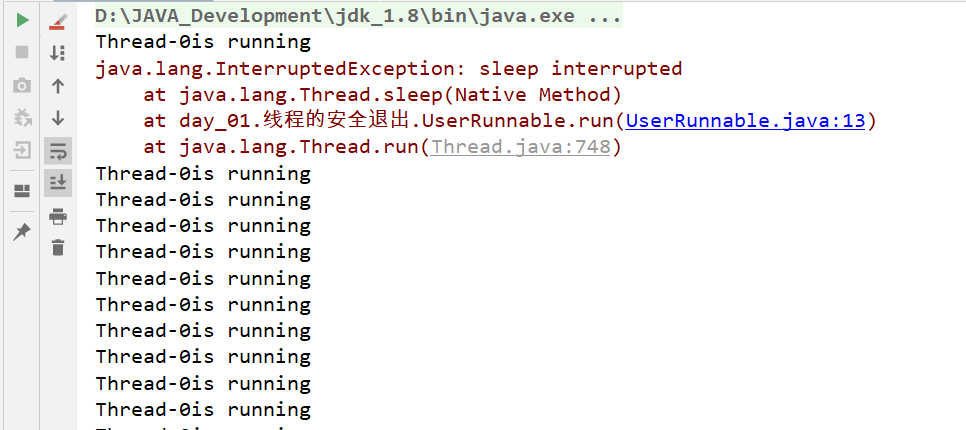 D:\JAVA_Development\jdk_1.8\bin\java.exe ...
Thread-0is running
java.lang.InterruptedException: sleep interrupted
at java.lang.Thread.sleep(Native Method)
at day_01.线程的安全退出.UserRunnable.run(UserRunnable.java:13)
at java.lang.Thread.run(Thread.java:748)
Thread-0is running
Thread-0is running
Thread-0is running
Thread-0is running
Thread-0is running
Thread-0is running
Thread-0is running
Thread-0is running
Thread-0is running
Thread-0is running